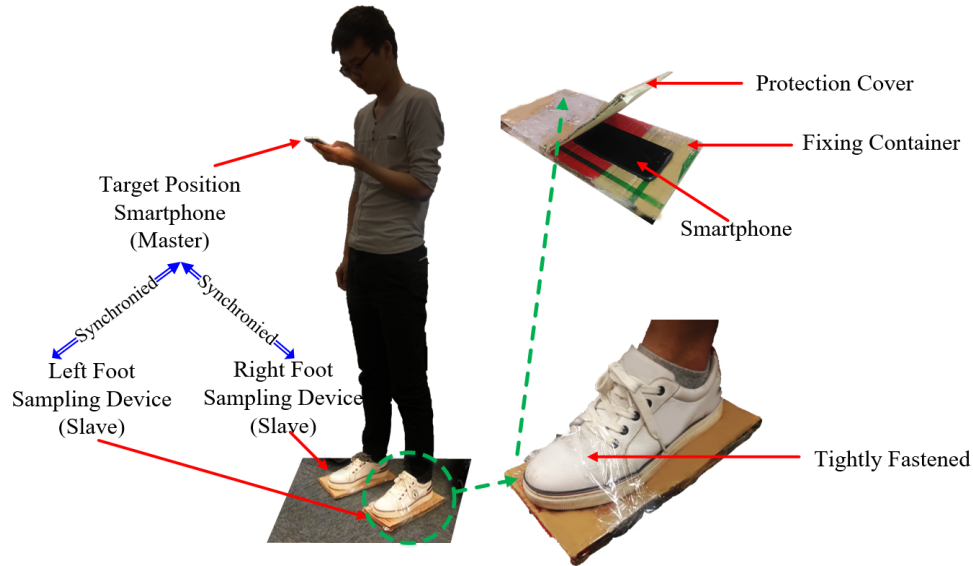 Target Position
Smartphone
(Master)
Synchronied
Synchronied
Left Foot
Sampling Device
(Slave)
Right Foot
Sampling Device
(Slave)
Protection Cover
Fixing Container
Smartphone
Tightly Fastened